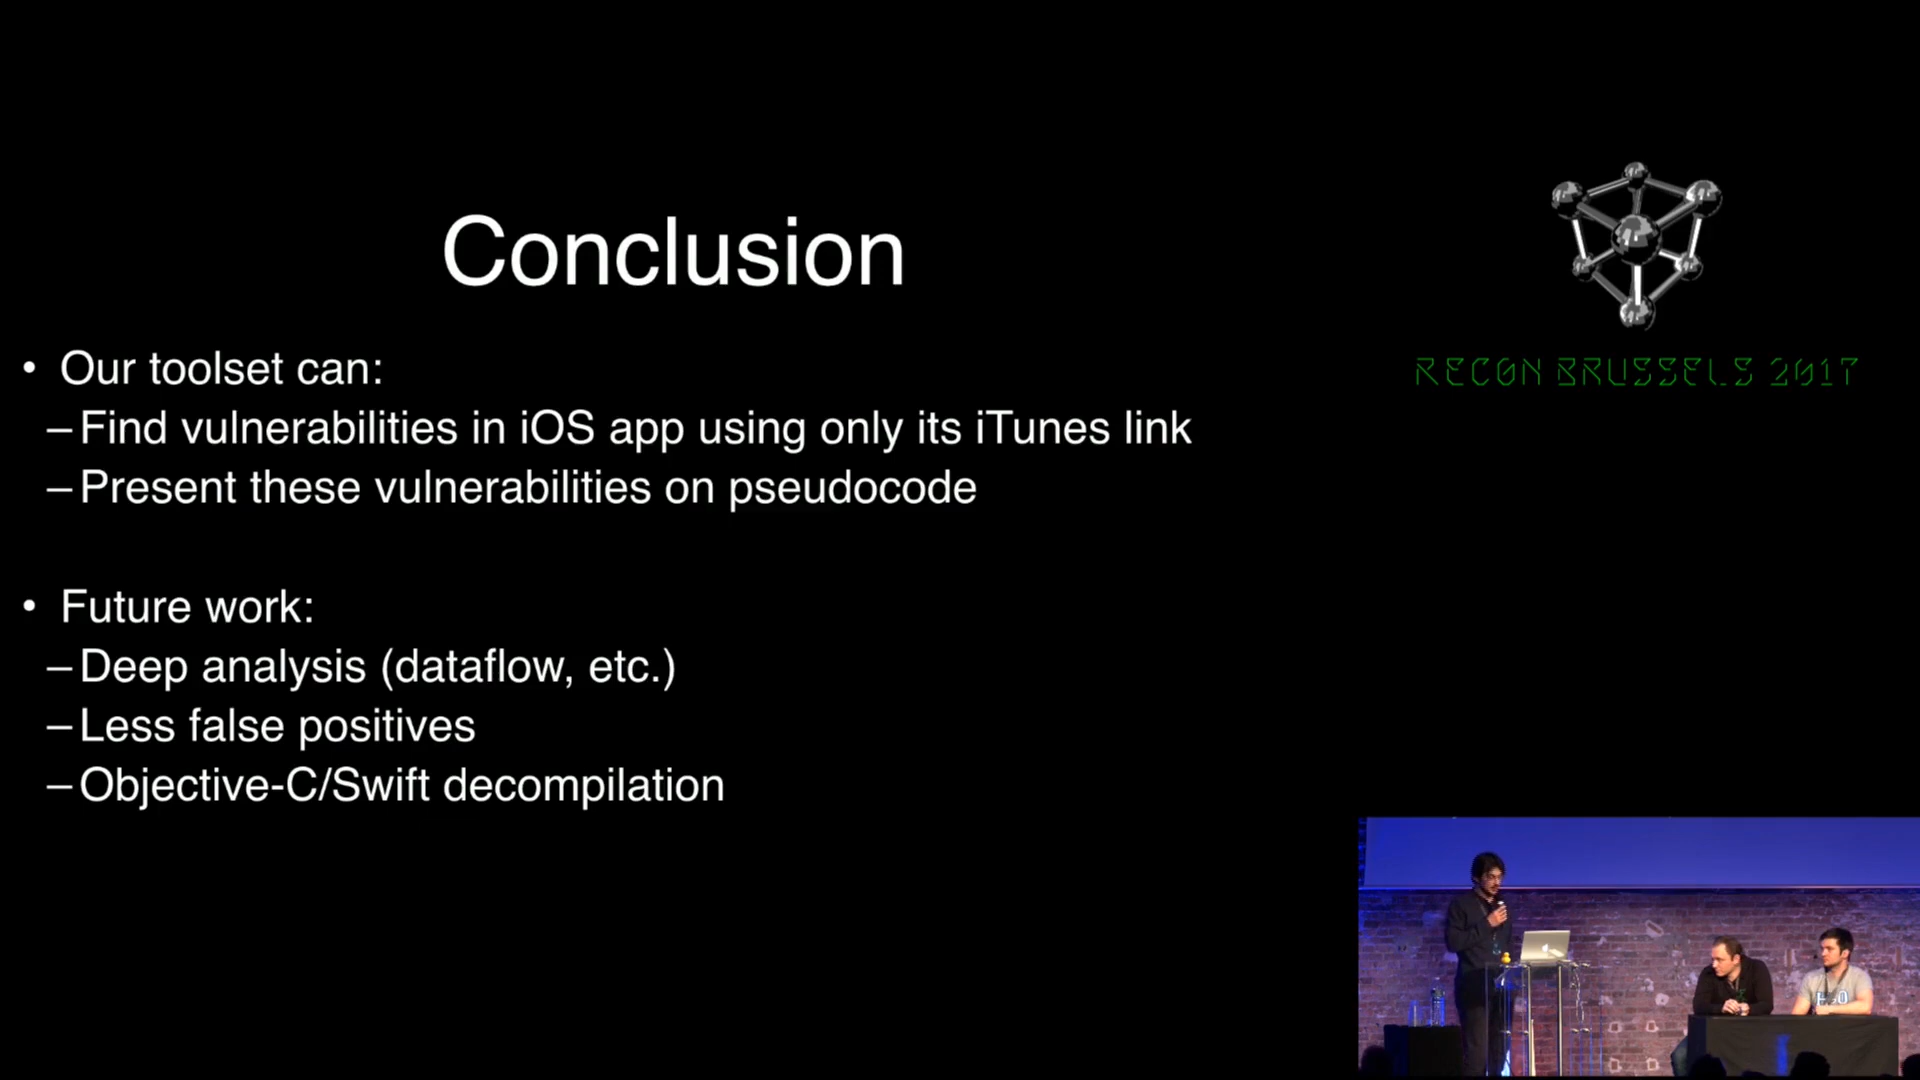 Conclusion
• Our toolset can:
– Find vulnerabilities in iOS app using only its iTunes link
– Present these vulnerabilities on pseudocode
• Future work:
– Deep analysis (dataflow, etc.)
– Less false positives
– Objective-C/Swift decompilation
RECON BRUSSELS 2017